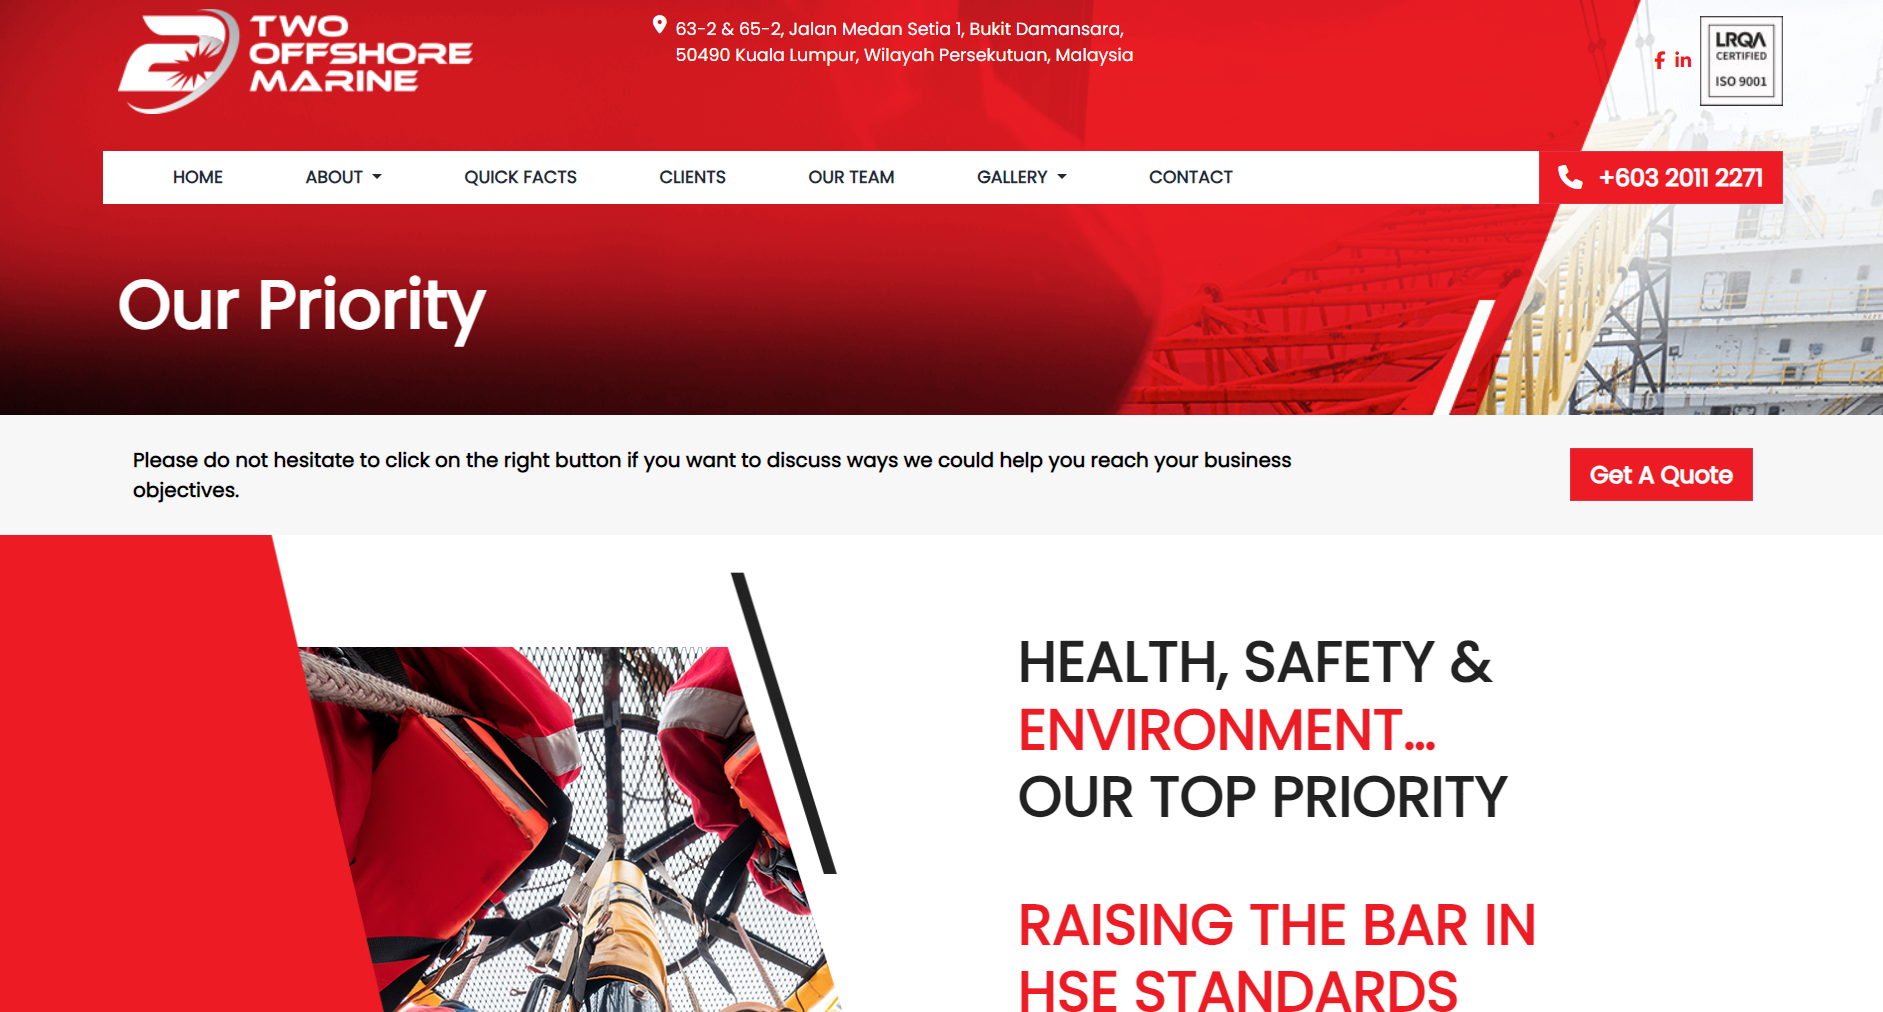 TWO
OFFSHORE
MARINE
63-2 & 65-2, Jalan Medan Setia 1, Bukit Damansara,
50490 Kuala Lumpur, Wilayah Persekutuan, Malaysia
LRQA
CERTIFIED
ISO 9001
HOME
ABOUT
QUICK FACTS
CLIENTS
OUR TEAM
GALLERY
CONTACT
+603 2011 2271
Our Priority
Please do not hesitate to click on the right button if you want to discuss ways we could help you reach your business
objectives.
Get A Quote
HEALTH, SAFETY &
ENVIRONMENT...
OUR TOP PRIORITY
RAISING THE BAR IN
HSE STANDARDS